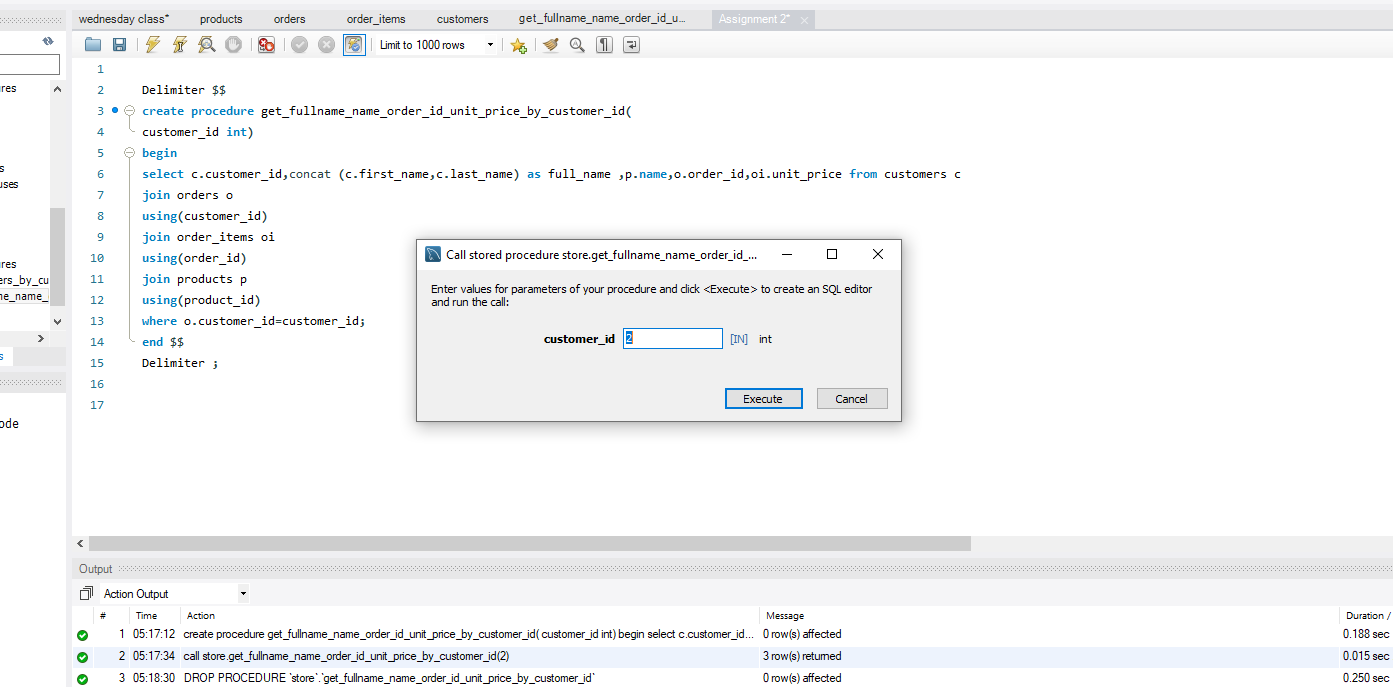 wednesday class* products orders order_items customers get_fullname_name_order_id_u... Assignment 2*
Limit to 1000 rows
res
s
uses
res
ers_by_cu
ne_name_
s
ode
1
2 Delimiter $$
3 create procedure get_fullname_name_order_id_unit_price_by_customer_id(
4 customer_id int)
5 begin
6 select c.customer_id,concat (c.first_name,c.last_name) as full_name ,p.name,o.order_id,oi.unit_price from customers c
7 join orders o
8 using(customer_id)
9 join order_items oi
10 using(order_id)
11 join products p
12 using(product_id)
13 where o.customer_id=customer_id;
14 end $$
15 Delimiter ;
16
17
Call stored procedure store.get_fullname_name_order_id_...
Enter values for parameters of your procedure and click <Execute> to create an SQL editor
and run the call:
customer_id 2 [IN] int
Execute Cancel
Output
Action Output
# Time Action Message Duration /
1 05:17:12 create procedure get_fullname_name_order_id_unit_price_by_customer_id( customer_id int) begin select c.customer_id... 0 row(s) affected 0.188 sec
2 05:17:34 call store.get_fullname_name_order_id_unit_price_by_customer_id(2) 3 row(s) returned 0.015 sec
3 05:18:30 DROP PROCEDURE `store`.`get_fullname_name_order_id_unit_price_by_customer_id` 0 row(s) affected 0.250 sec